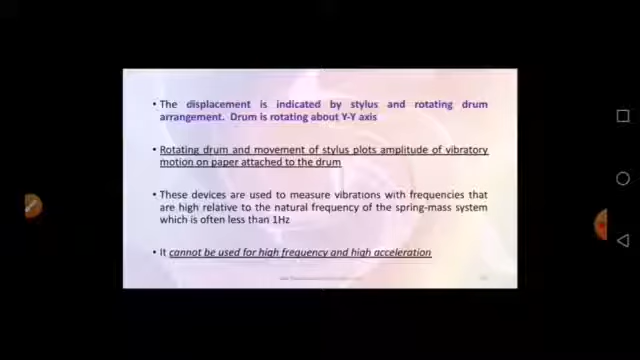 • The displacement is indicated by stylus and rotating drum
arrangement. Drum is rotating about Y-Y axis
• Rotating drum and movement of stylus plots amplitude of vibratory
motion on paper attached to the drum
• These devices are used to measure vibrations with frequencies that
are high relative to the natural frequency of the spring-mass system
which is often less than 1Hz
• It cannot be used for high frequency and high acceleration